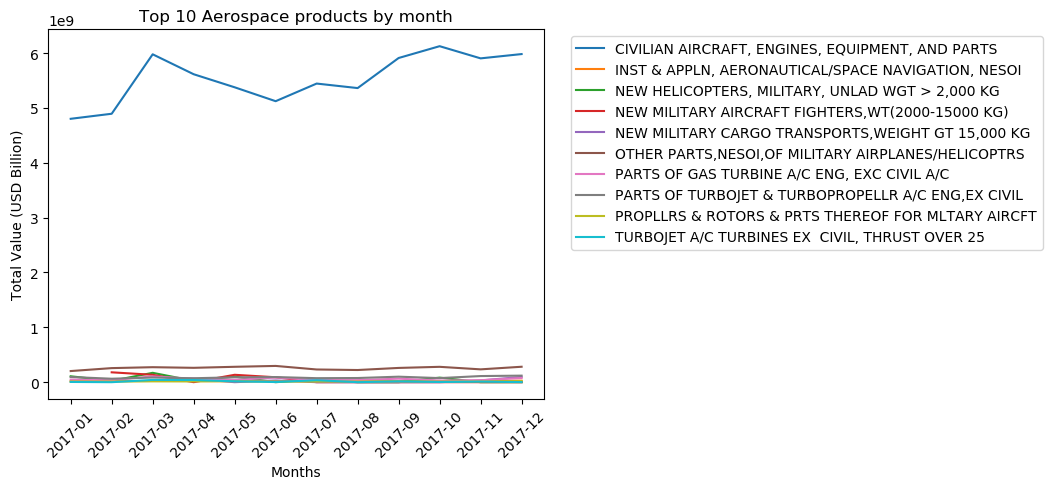 Top 10 Aerospace products by month
1e9
6
5
4
3
2
1
0
Total Value (USD Billion)
2017-01
2017-02
2017-03
2017-04
2017-05
2017-06
2017-07
2017-08
2017-09
2017-10
2017-11
2017-12
Months
CIVILIAN AIRCRAFT, ENGINES, EQUIPMENT, AND PARTS
INST & APPLN, AERONAUTICAL/SPACE NAVIGATION, NESOI
NEW HELICOPTERS, MILITARY, UNLAD WGT > 2,000 KG
NEW MILITARY AIRCRAFT FIGHTERS,WT(2000-15000 KG)
NEW MILITARY CARGO TRANSPORTS,WEIGHT GT 15,000 KG
OTHER PARTS,NESOI,OF MILITARY AIRPLANES/HELICOPTRS
PARTS OF GAS TURBINE A/C ENG, EXC CIVIL A/C
PARTS OF TURBOJET & TURBOPROPELLR A/C ENG,EX CIVIL
PROPLLRS & ROTORS & PRTS THEREOF FOR MLTARY AIRCFT
TURBOJET A/C TURBINES EX  CIVIL, THRUST OVER 25